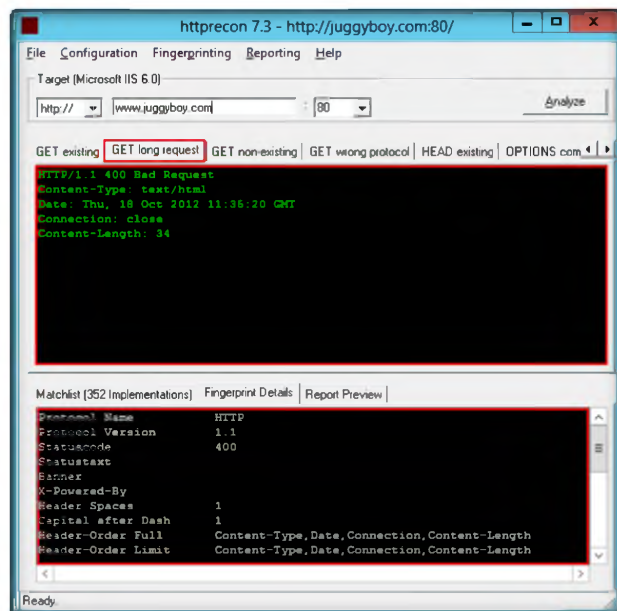 httprecon 7.3 - http://juggyboy.com:80/
File Configuration Fingerprinting Reporting Help
Target (Microsoft IIS 6.0)
http:// www.juggyboy.com : 80 Analyze
GET existing GET long request GET non-existing GET wrong protocol HEAD existing OPTIONS com
HTTP/1.1 400 Bad Request
Content-Type: text/html
Date: Thu, 18 Oct 2012 11:36:20 GMT
Connection: close
Content-Length: 34
Matchlist (352 Implementations) Fingerprint Details Report Preview
Protocol Name HTTP
Protocol Version 1.1
Statuscode 400
Statustext
Banner
X-Powered-By
Header Spaces 1
Capital after Dash 1
Header-Order Full Content-Type,Date,Connection,Content-Length
Header-Order Limit Content-Type,Date,Connection,Content-Length
Ready.